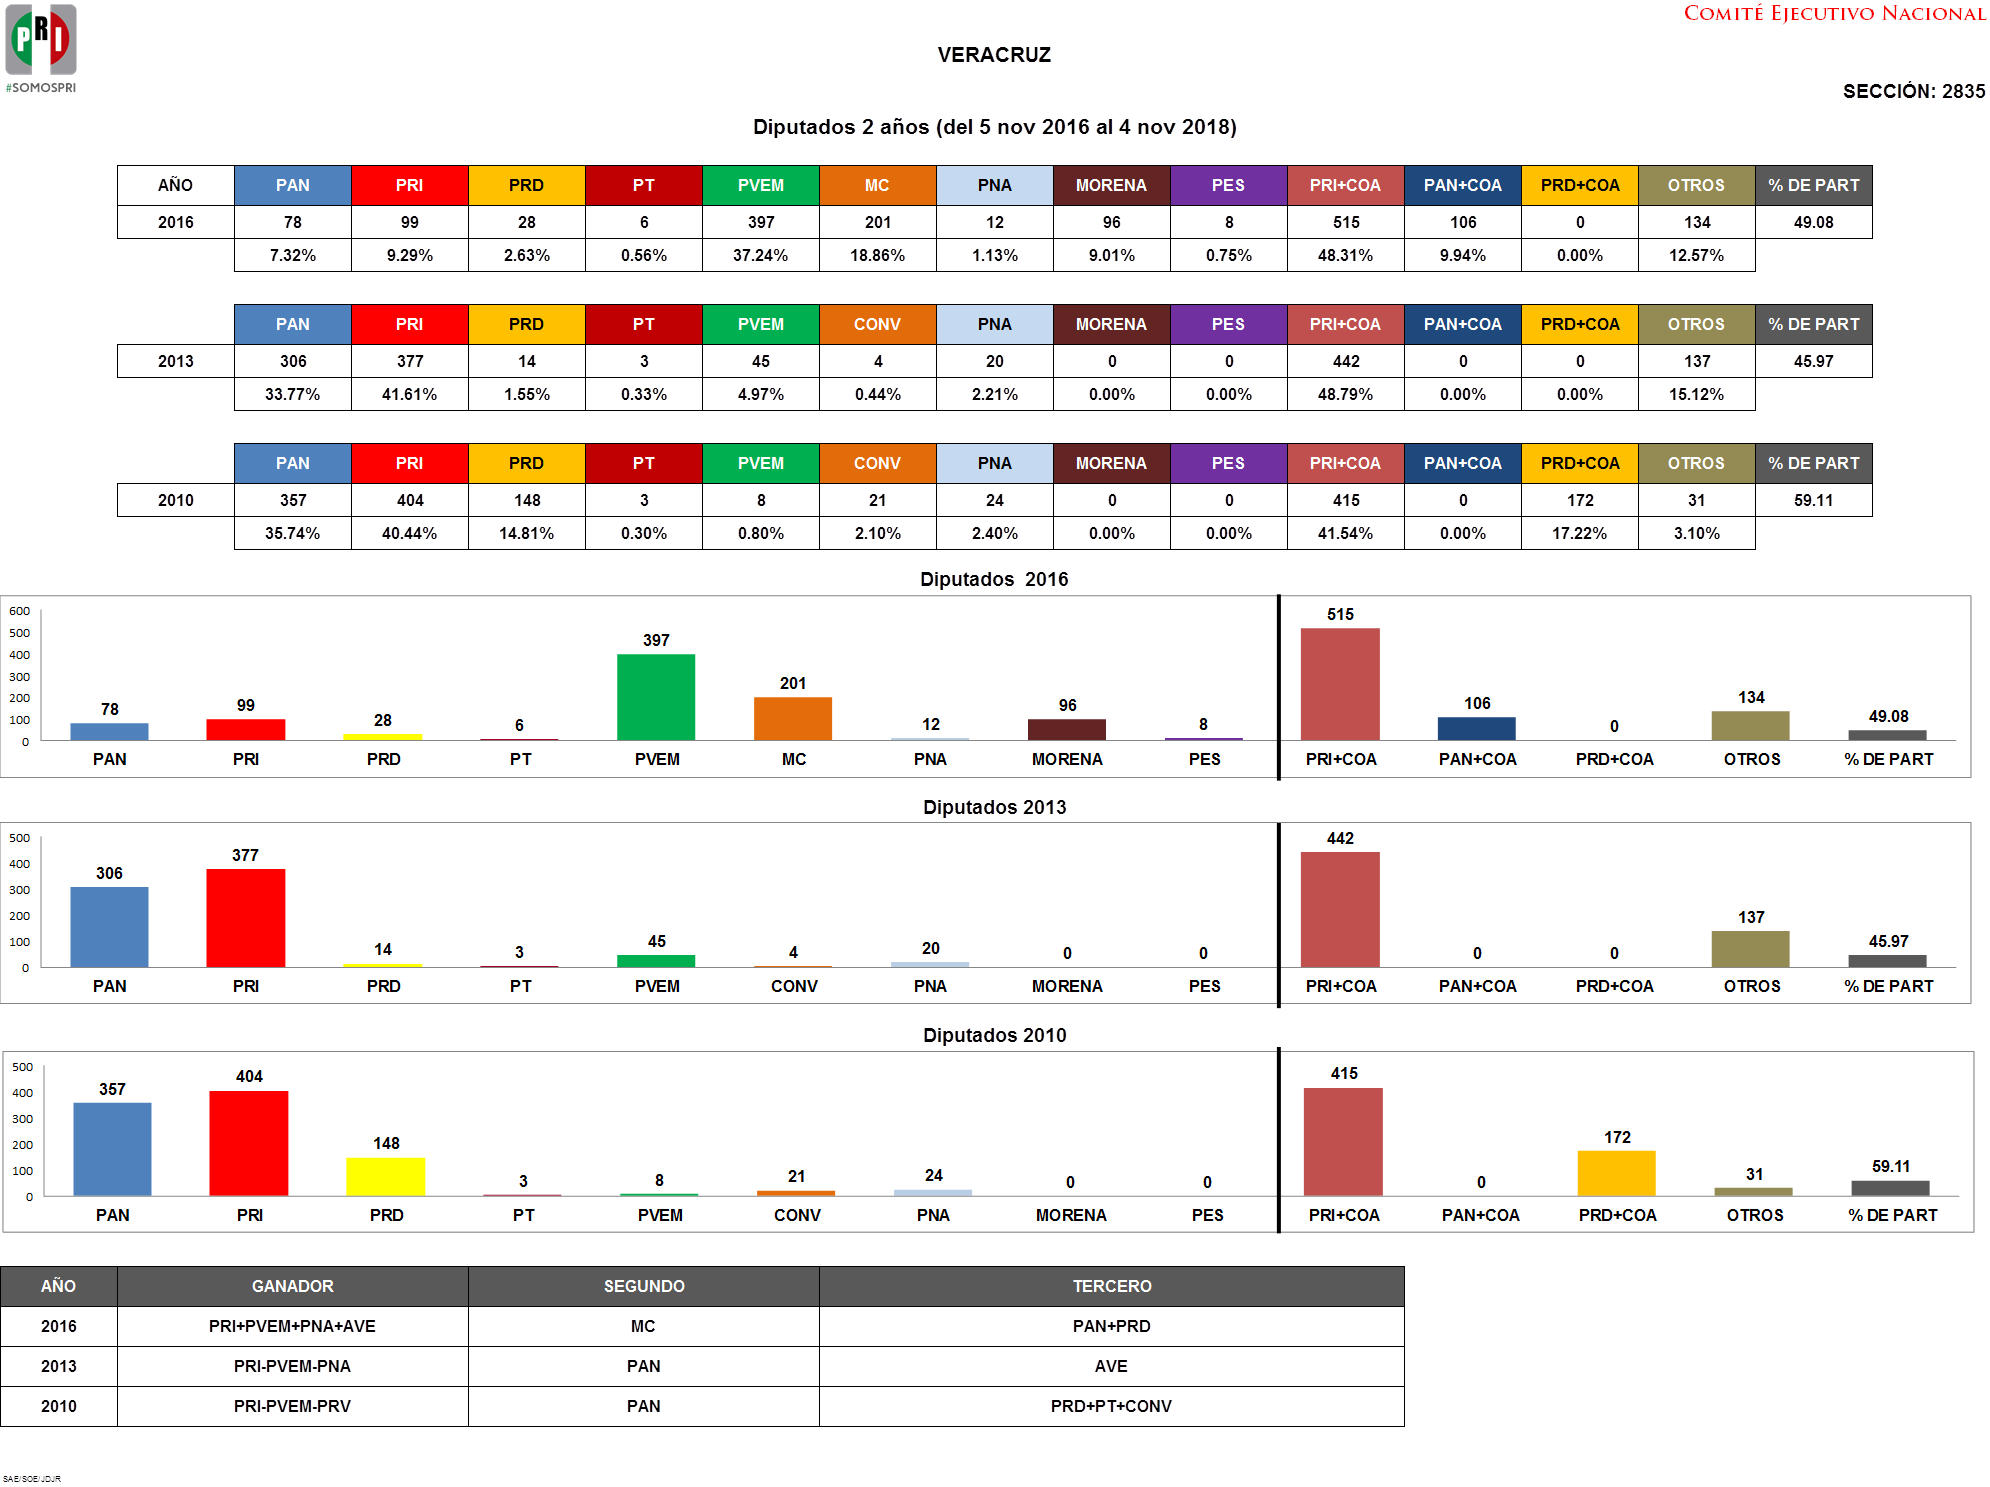 PRI
#SOMOSPRI
COMITÉ EJECUTIVO NACIONAL
VERACRUZ
SECCIÓN: 2835
Diputados 2 años (del 5 nov 2016 al 4 nov 2018)
AÑO PAN PRI PRD PT PVEM MC PNA MORENA PES PRI+COA PAN+COA PRD+COA OTROS % DE PART
2016 78 99 28 6 397 201 12 96 8 515 106 0 134 49.08
7.32% 9.29% 2.63% 0.56% 37.24% 18.86% 1.13% 9.01% 0.75% 48.31% 9.94% 0.00% 12.57%
PAN PRI PRD PT PVEM CONV PNA MORENA PES PRI+COA PAN+COA PRD+COA OTROS % DE PART
2013 306 377 14 3 45 4 20 0 0 442 0 0 137 45.97
33.77% 41.61% 1.55% 0.33% 4.97% 0.44% 2.21% 0.00% 0.00% 48.79% 0.00% 0.00% 15.12%
PAN PRI PRD PT PVEM CONV PNA MORENA PES PRI+COA PAN+COA PRD+COA OTROS % DE PART
2010 357 404 148 3 8 21 24 0 0 415 0 172 31 59.11
35.74% 40.44% 14.81% 0.30% 0.80% 2.10% 2.40% 0.00% 0.00% 41.54% 0.00% 17.22% 3.10%
Diputados 2016
600
500
400
300
200
100
0
78 99 28 6 397 201 12 96 8 515 106 0 134 49.08
PAN PRI PRD PT PVEM MC PNA MORENA PES PRI+COA PAN+COA PRD+COA OTROS % DE PART
Diputados 2013
500
400
300
200
100
0
306 377 14 3 45 4 20 0 0 442 0 0 137 45.97
PAN PRI PRD PT PVEM CONV PNA MORENA PES PRI+COA PAN+COA PRD+COA OTROS % DE PART
Diputados 2010
500
400
300
200
100
0
357 404 148 3 8 21 24 0 0 415 0 172 31 59.11
PAN PRI PRD PT PVEM CONV PNA MORENA PES PRI+COA PAN+COA PRD+COA OTROS % DE PART
AÑO GANADOR SEGUNDO TERCERO
2016 PRI+PVEM+PNA+AVE MC PAN+PRD
2013 PRI-PVEM-PNA PAN AVE
2010 PRI-PVEM-PRV PAN PRD+PT+CONV
SAE/SOE/JDJR